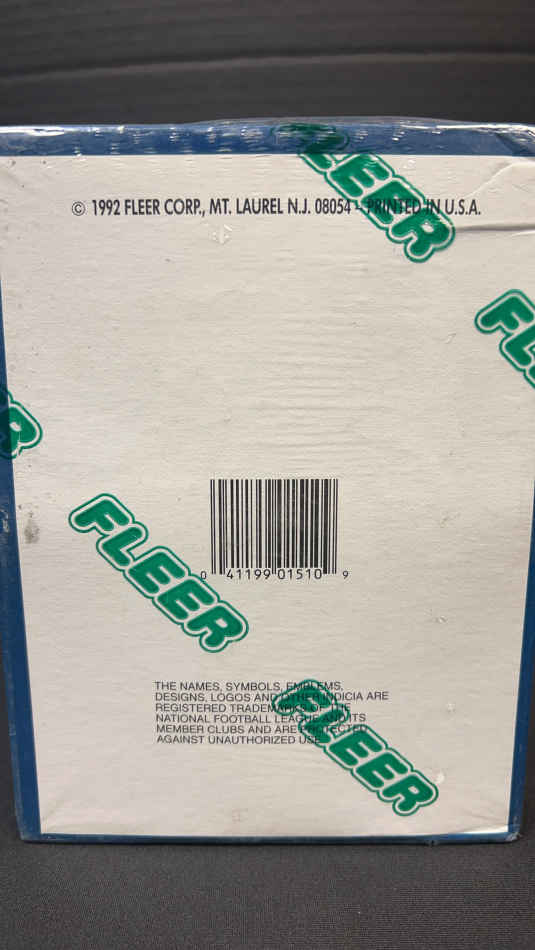 © 1992 FLEER CORP., MT. LAUREL N.J. 08054 - PRINTED IN U.S.A.
FLEER
FL
R
FLEER
0 41199 01510 9
THE NAMES, SYMBOLS, EMBLEMS,
DESIGNS, LOGOS AND OTHER INDICIA ARE
REGISTERED TRADEMARKS OF THE
NATIONAL FOOTBALL LEAGUE AND ITS
MEMBER CLUBS AND ARE PROTECTED
AGAINST UNAUTHORIZED USE.
FLEER